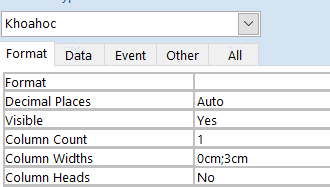 Khoahoc
Format Data Event Other All
Format
Decimal Places Auto
Visible Yes
Column Count 1
Column Widths 0cm;3cm
Column Heads No